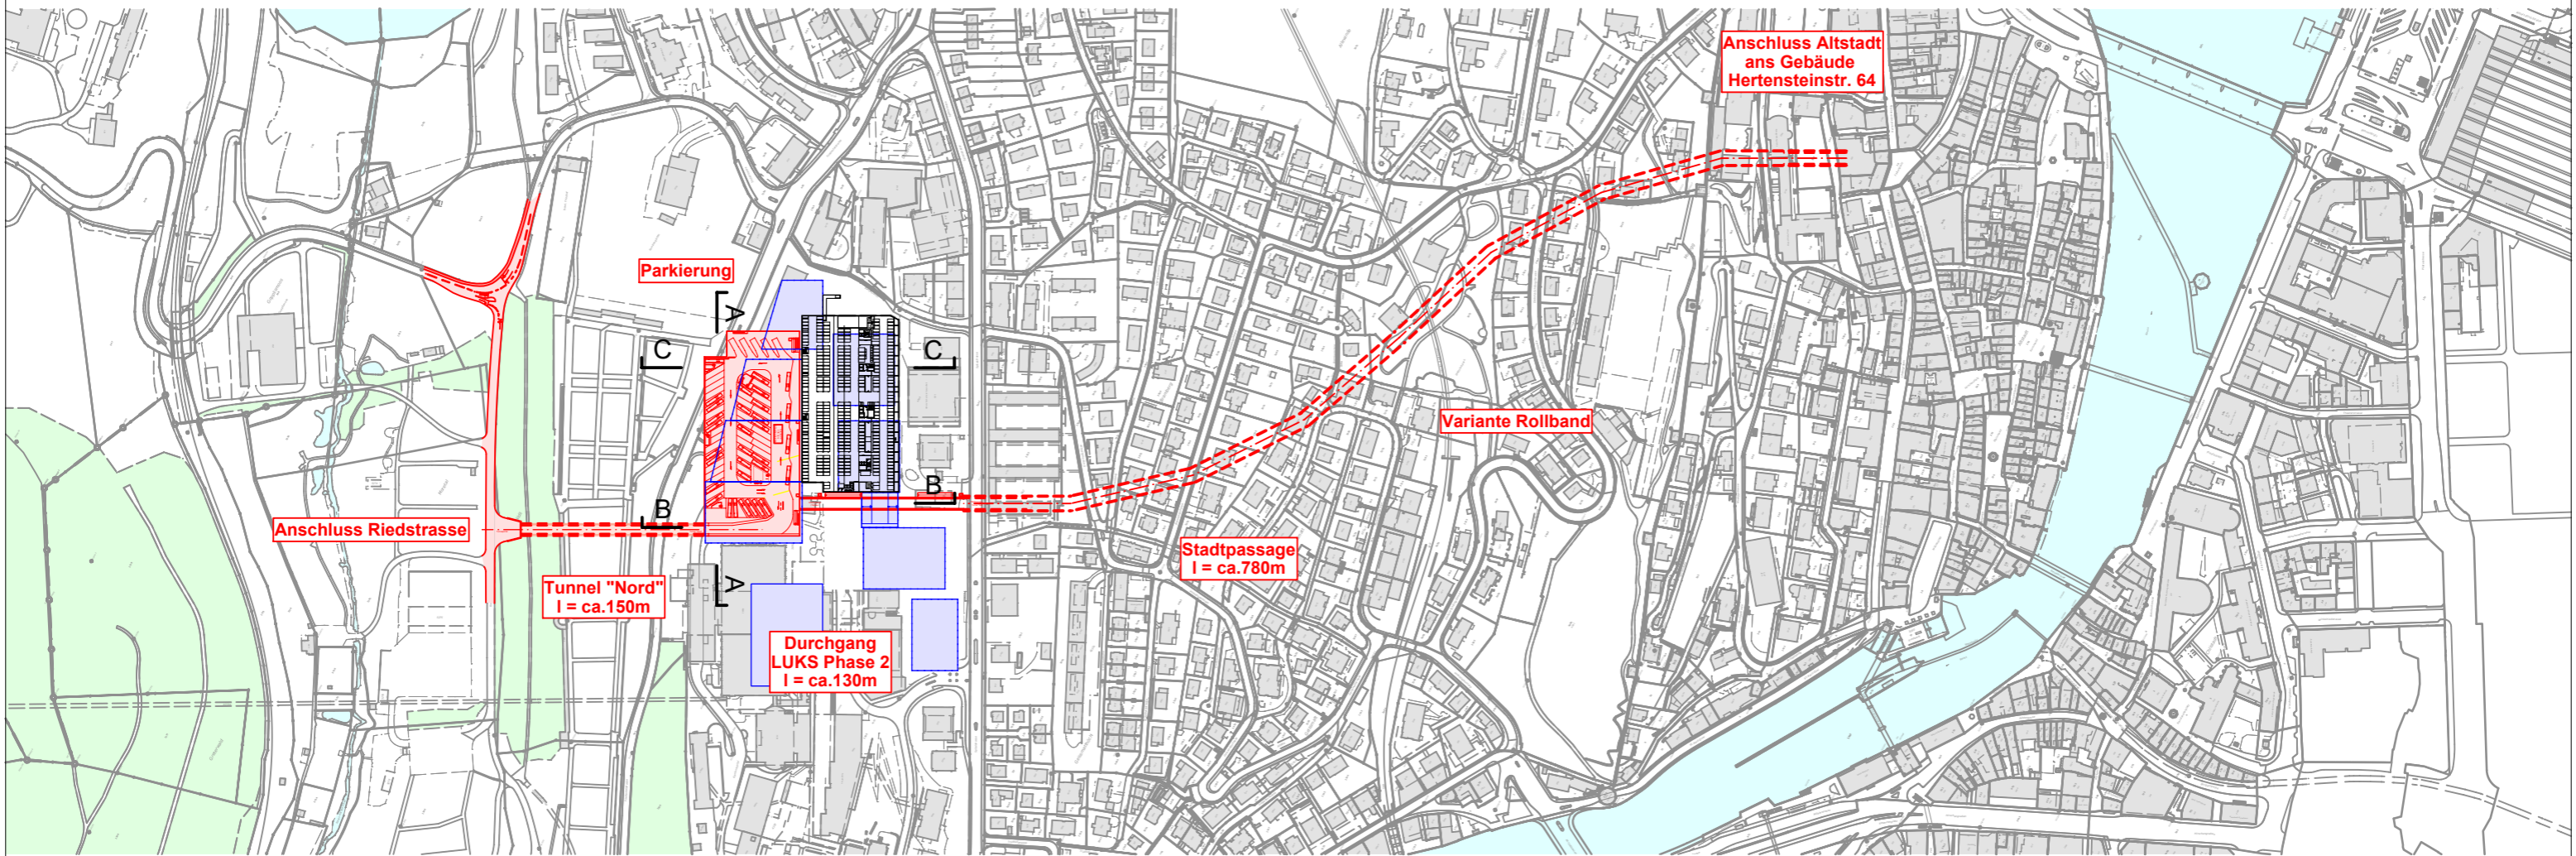 Anschluss Altstadt
ans Gebäude
Hertensteinstr. 64
Parkierung
A
C
C
Variante Rollband
B
B
Anschluss Riedstrasse
Stadtpassage
l = ca.780m
A
Tunnel "Nord"
l = ca.150m
Durchgang
LUKS Phase 2
l = ca.130m